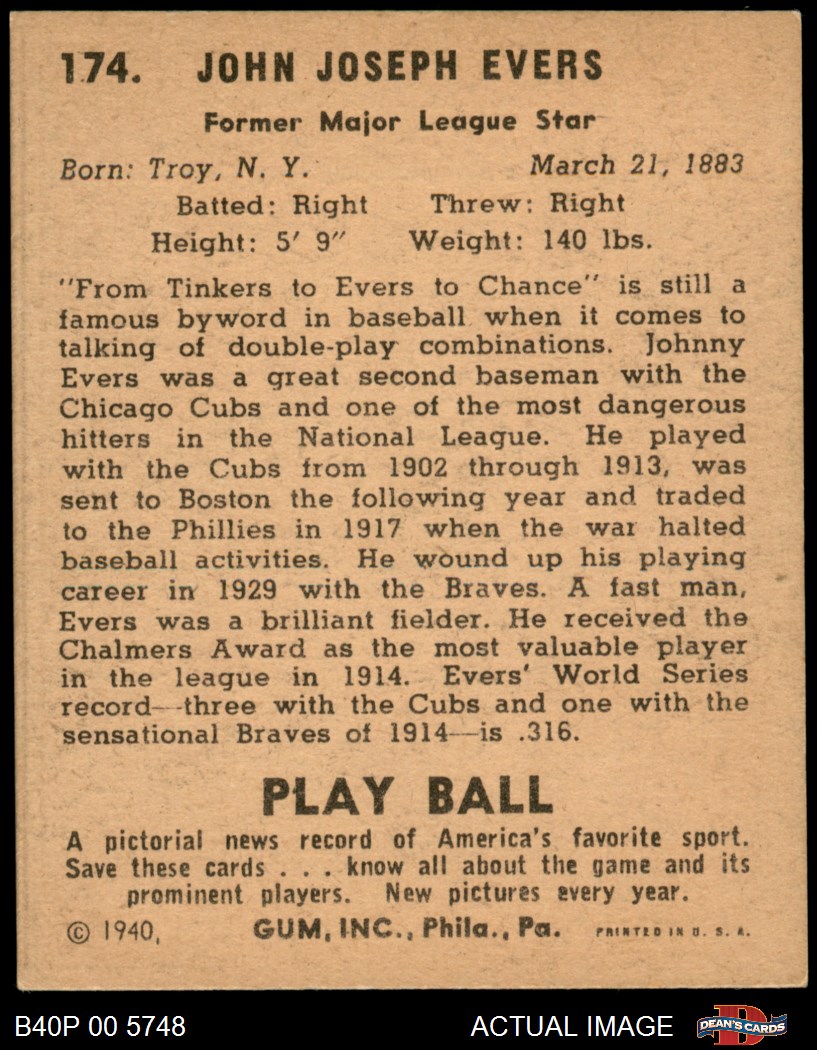 174. JOHN JOSEPH EVERS
Former Major League Star
Born: Troy, N. Y. March 21, 1883
Batted: Right Threw: Right
Height: 5' 9" Weight: 140 lbs.
"From Tinkers to Evers to Chance" is still a
famous byword in baseball when it comes to
talking of double-play combinations. Johnny
Evers was a great second baseman with the
Chicago Cubs and one of the most dangerous
hitters in the National League. He played
with the Cubs from 1902 through 1913, was
sent to Boston the following year and traded
to the Phillies in 1917 when the war halted
baseball activities. He wound up his playing
career in 1929 with the Braves. A fast man,
Evers was a brilliant fielder. He received the
Chalmers Award as the most valuable player
in the league in 1914. Evers' World Series
record—three with the Cubs and one with the
sensational Braves of 1914—is .316.
PLAY BALL
A pictorial news record of America's favorite sport.
Save these cards . . . know all about the game and its
prominent players. New pictures every year.
© 1940, GUM, INC., Phila., Pa. PRINTED IN U. S. A.
B40P 00 5748 ACTUAL IMAGE D DEAN'S CARDS